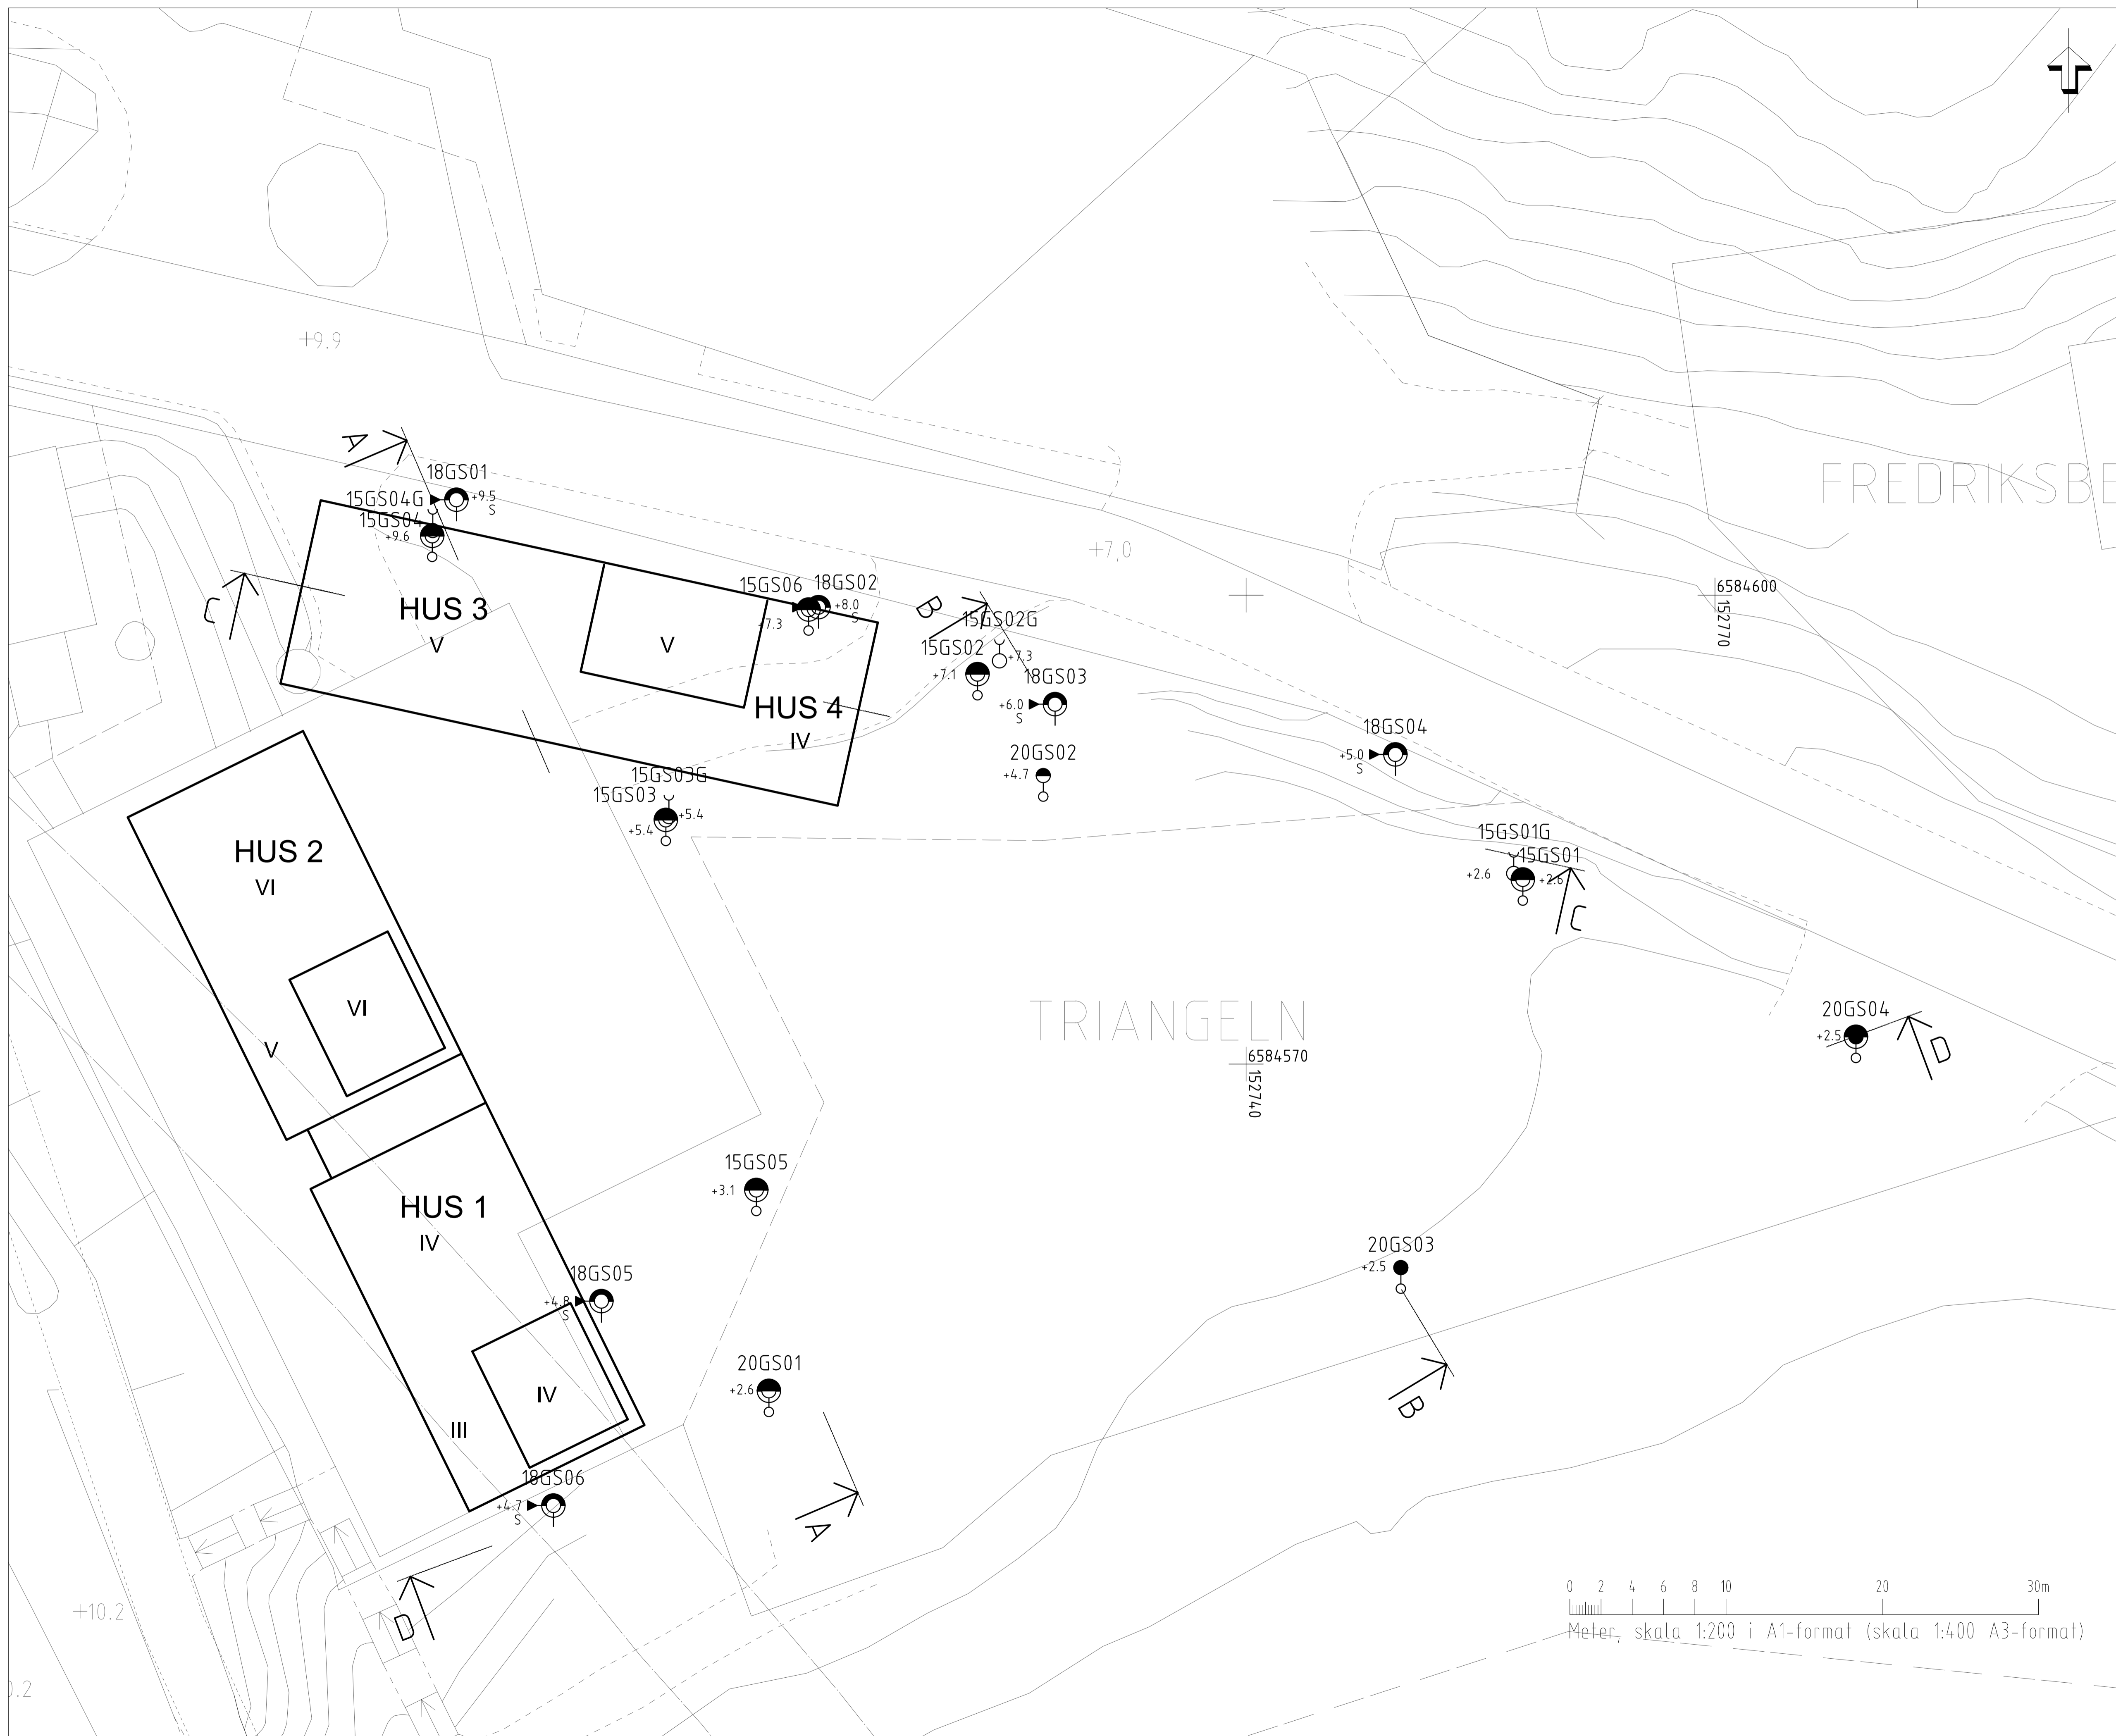 +9.9
A
18GS01
+9.5
S
15GS04G
15GS04
+9.6
FREDRIKSBE
+7,0
C
HUS 3
V
V
15GS06
18GS02
+8.0
S
+7.3
B
15GS02G
+7.3
15GS02
+7.1
6584600
152770
18GS03
+6.0
S
HUS 4
IV
18GS04
+5.0
S
20GS02
+4.7
15GS03G
15GS03
+5.4
+5.4
HUS 2
VI
15GS01G
15GS01
+2.6
+2.6
C
VI
V
TRIANGELN
20GS04
+2.5
D
6584570
152740
15GS05
+3.1
HUS 1
IV
20GS03
+2.5
18GS05
+4.8
S
20GS01
+2.6
IV
III
B
18GS06
+4.7
S
A
D
+10.2
0 2 4 6 8 10 20 30m
Meter, skala 1:200 i A1-format (skala 1:400 A3-format)
0.2